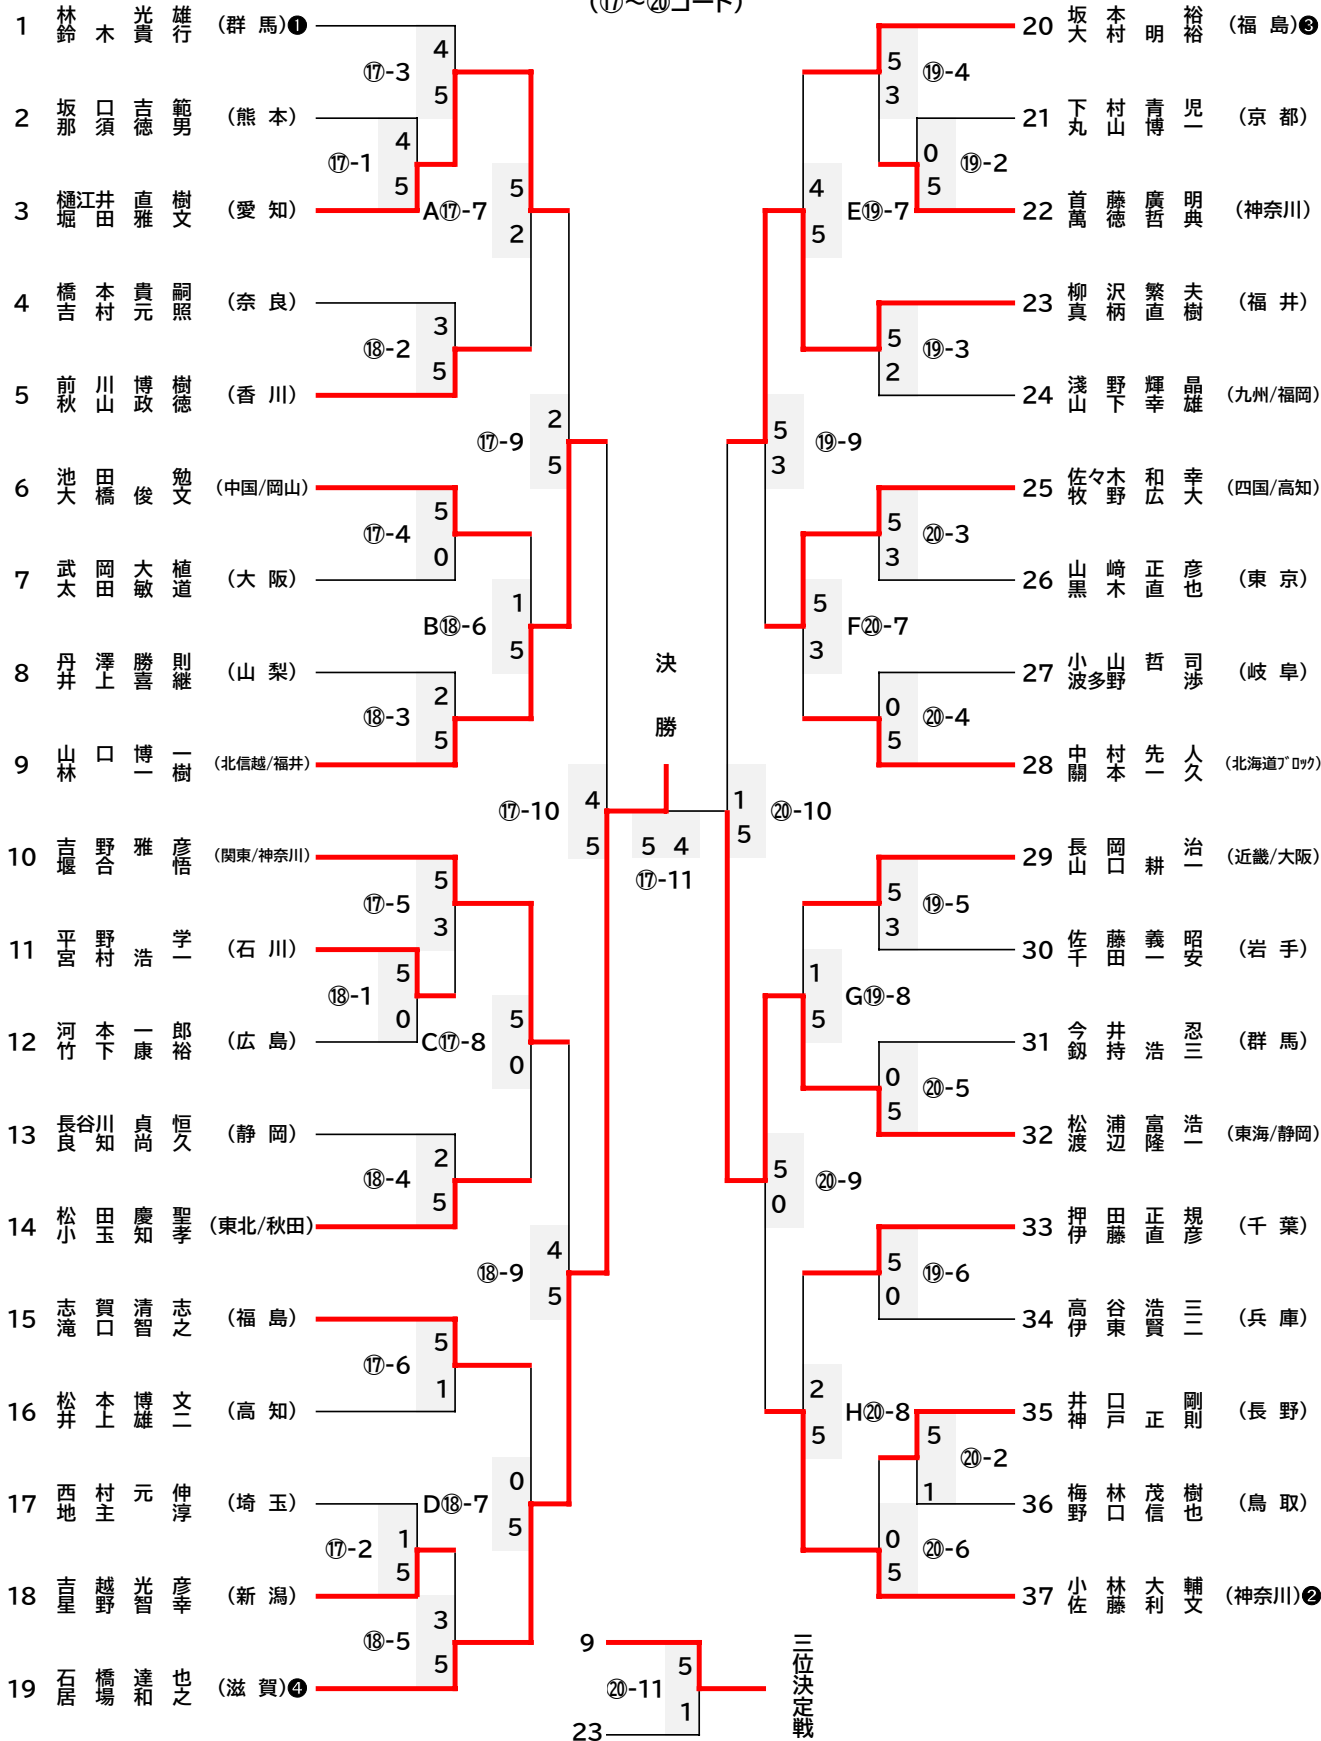 (⑰～⑳コート)
1 林 光 雄 鈴 木 貴 行 (群 馬)❶
2 坂 口 吉 範 那 須 徳 男 (熊 本)
3 樋江井 直 樹 堀 田 雅 文 (愛 知)
4 橋 本 貴 嗣 吉 村 元 照 (奈 良)
5 前 川 博 樹 秋 山 政 徳 (香 川)
6 池 田 勉 大 橋 俊 文 (中国/岡山)
7 武 岡 大 植 太 田 敏 道 (大 阪)
8 丹 澤 勝 則 井 上 喜 継 (山 梨)
9 山 口 博 一 林 一 樹 (北信越/福井)
10 吉 野 雅 彦 堰 合 悟 (関東/神奈川)
11 平 野 学 宮 村 浩 一 (石 川)
12 河 本 一 郎 竹 下 康 裕 (広 島)
13 長谷川 貞 恒 良 知 尚 久 (静 岡)
14 松 田 慶 聖 小 玉 知 孝 (東北/秋田)
15 志 賀 清 志 滝 口 智 之 (福 島)
16 松 本 博 文 井 上 雄 二 (高 知)
17 西 村 元 伸 地 主 淳 (埼 玉)
18 吉 越 光 彦 星 野 智 幸 (新 潟)
19 石 橋 達 也 居 場 和 之 (滋 賀)❹
⑰-3 4 5
⑰-1 4 5
A⑰-7 5 2
⑱-2 3 5
⑰-9 2 5
⑰-4 5 0
B⑱-6 1 5
⑱-3 2 5
⑰-10 4 5
⑰-5 5 3
⑱-1 5 0
C⑰-8 5 0
⑱-4 2 5
⑱-9 4 5
⑰-6 5 1
D⑱-7 0 5
⑰-2 1 5
⑱-5 3 5
決
勝
5 4
⑰-11
20 坂 本 裕 大 村 明 裕 (福 島)❸
21 下 村 青 児 丸 山 博 一 (京 都)
22 首 藤 廣 明 萬 徳 哲 典 (神奈川)
23 柳 沢 繁 夫 真 柄 直 樹 (福 井)
24 淺 野 輝 晶 山 下 幸 雄 (九州/福岡)
25 佐々木 和 幸 牧 野 広 大 (四国/高知)
26 山 﨑 正 彦 黒 木 直 也 (東 京)
27 小 山 哲 司 波多野 渉 (岐 阜)
28 中 村 先 人 關 本 一 久 (北海道ブロック)
29 長 岡 治 山 口 耕 一 (近畿/大阪)
30 佐 藤 義 昭 千 田 一 安 (岩 手)
31 今 井 忍 釼 持 浩 三 (群 馬)
32 松 浦 富 浩 渡 辺 隆 一 (東海/静岡)
33 押 田 正 規 伊 藤 直 彦 (千 葉)
34 高 谷 浩 三 伊 東 賢 二 (兵 庫)
35 井 口 剛 神 戸 正 則 (長 野)
36 梅 林 茂 樹 野 口 信 也 (鳥 取)
37 小 林 大 輔 佐 藤 利 文 (神奈川)❷
5 3 ⑲-4
0 5 ⑲-2
4 5 E⑲-7
5 2 ⑲-3
5 3 ⑲-9
5 3 ⑳-3
5 3 F⑳-7
0 5 ⑳-4
1 5 ⑳-10
5 3 ⑲-5
1 5 G⑲-8
0 5 ⑳-5
5 0 ⑳-9
5 0 ⑲-6
2 5 H⑳-8
5 1 ⑳-2
0 5 ⑳-6
9
⑳-11 5 1
23
三位決定戦